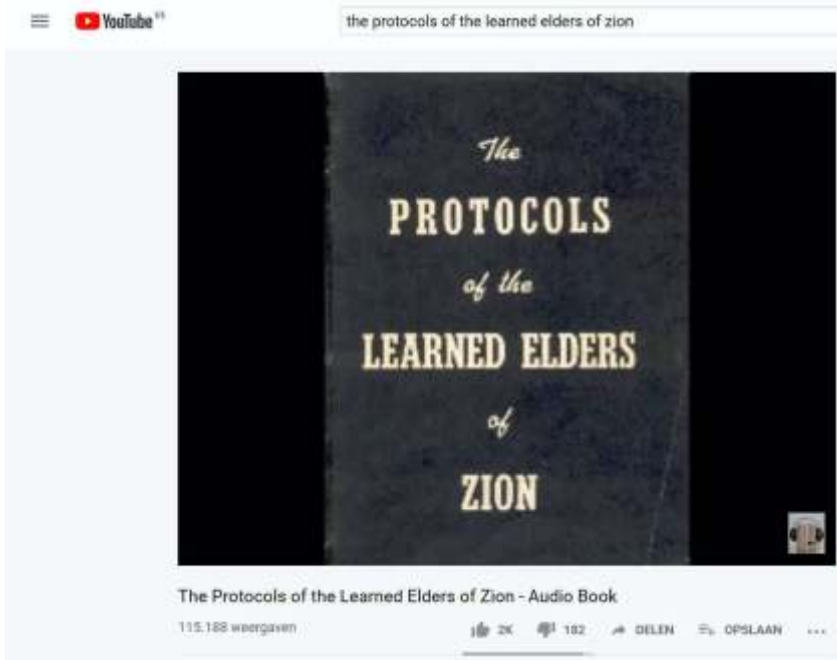 YouTube
the protocols of the learned elders of zion
The
PROTOCOLS
of the
LEARNED ELDERS
of
ZION
The Protocols of the Learned Elders of Zion - Audio Book
115.188 weergaven 2K 182 DELEN OPSLAAN